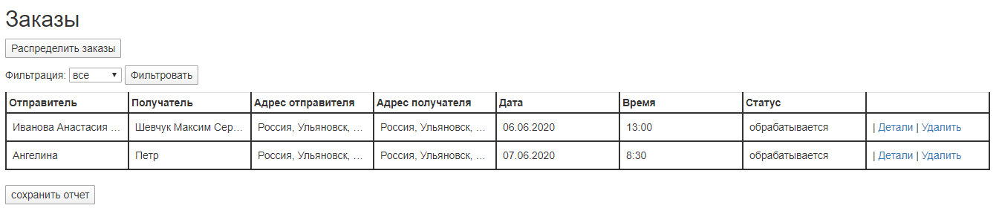 Заказы
Распределить заказы
Фильтрация: все Фильтровать
Отправитель Получатель Адрес отправителя Адрес получателя Дата Время Статус
Иванова Анастасия ... Шевчук Максим Сер... Россия, Ульяновск, ... Россия, Ульяновск, ... 06.06.2020 13:00 обрабатывается | Детали | Удалить
Ангелина Петр Россия, Ульяновск, ... Россия, Ульяновск, ... 07.06.2020 8:30 обрабатывается | Детали | Удалить
сохранить отчет